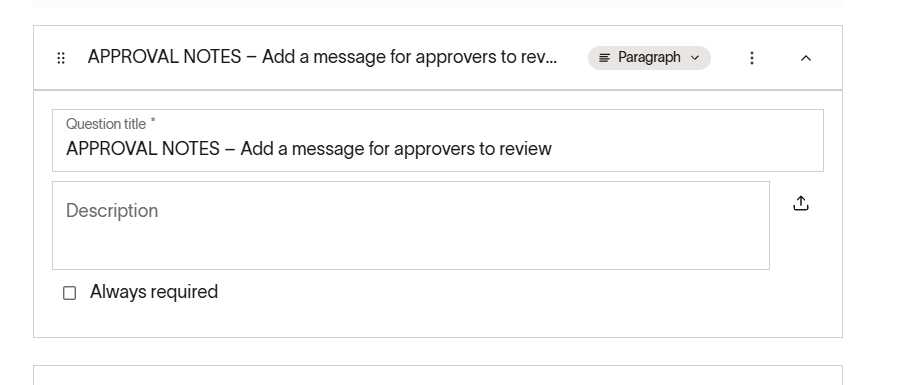 APPROVAL NOTES – Add a message for approvers to rev...
Paragraph
Question title *
APPROVAL NOTES – Add a message for approvers to review
Description
Always required